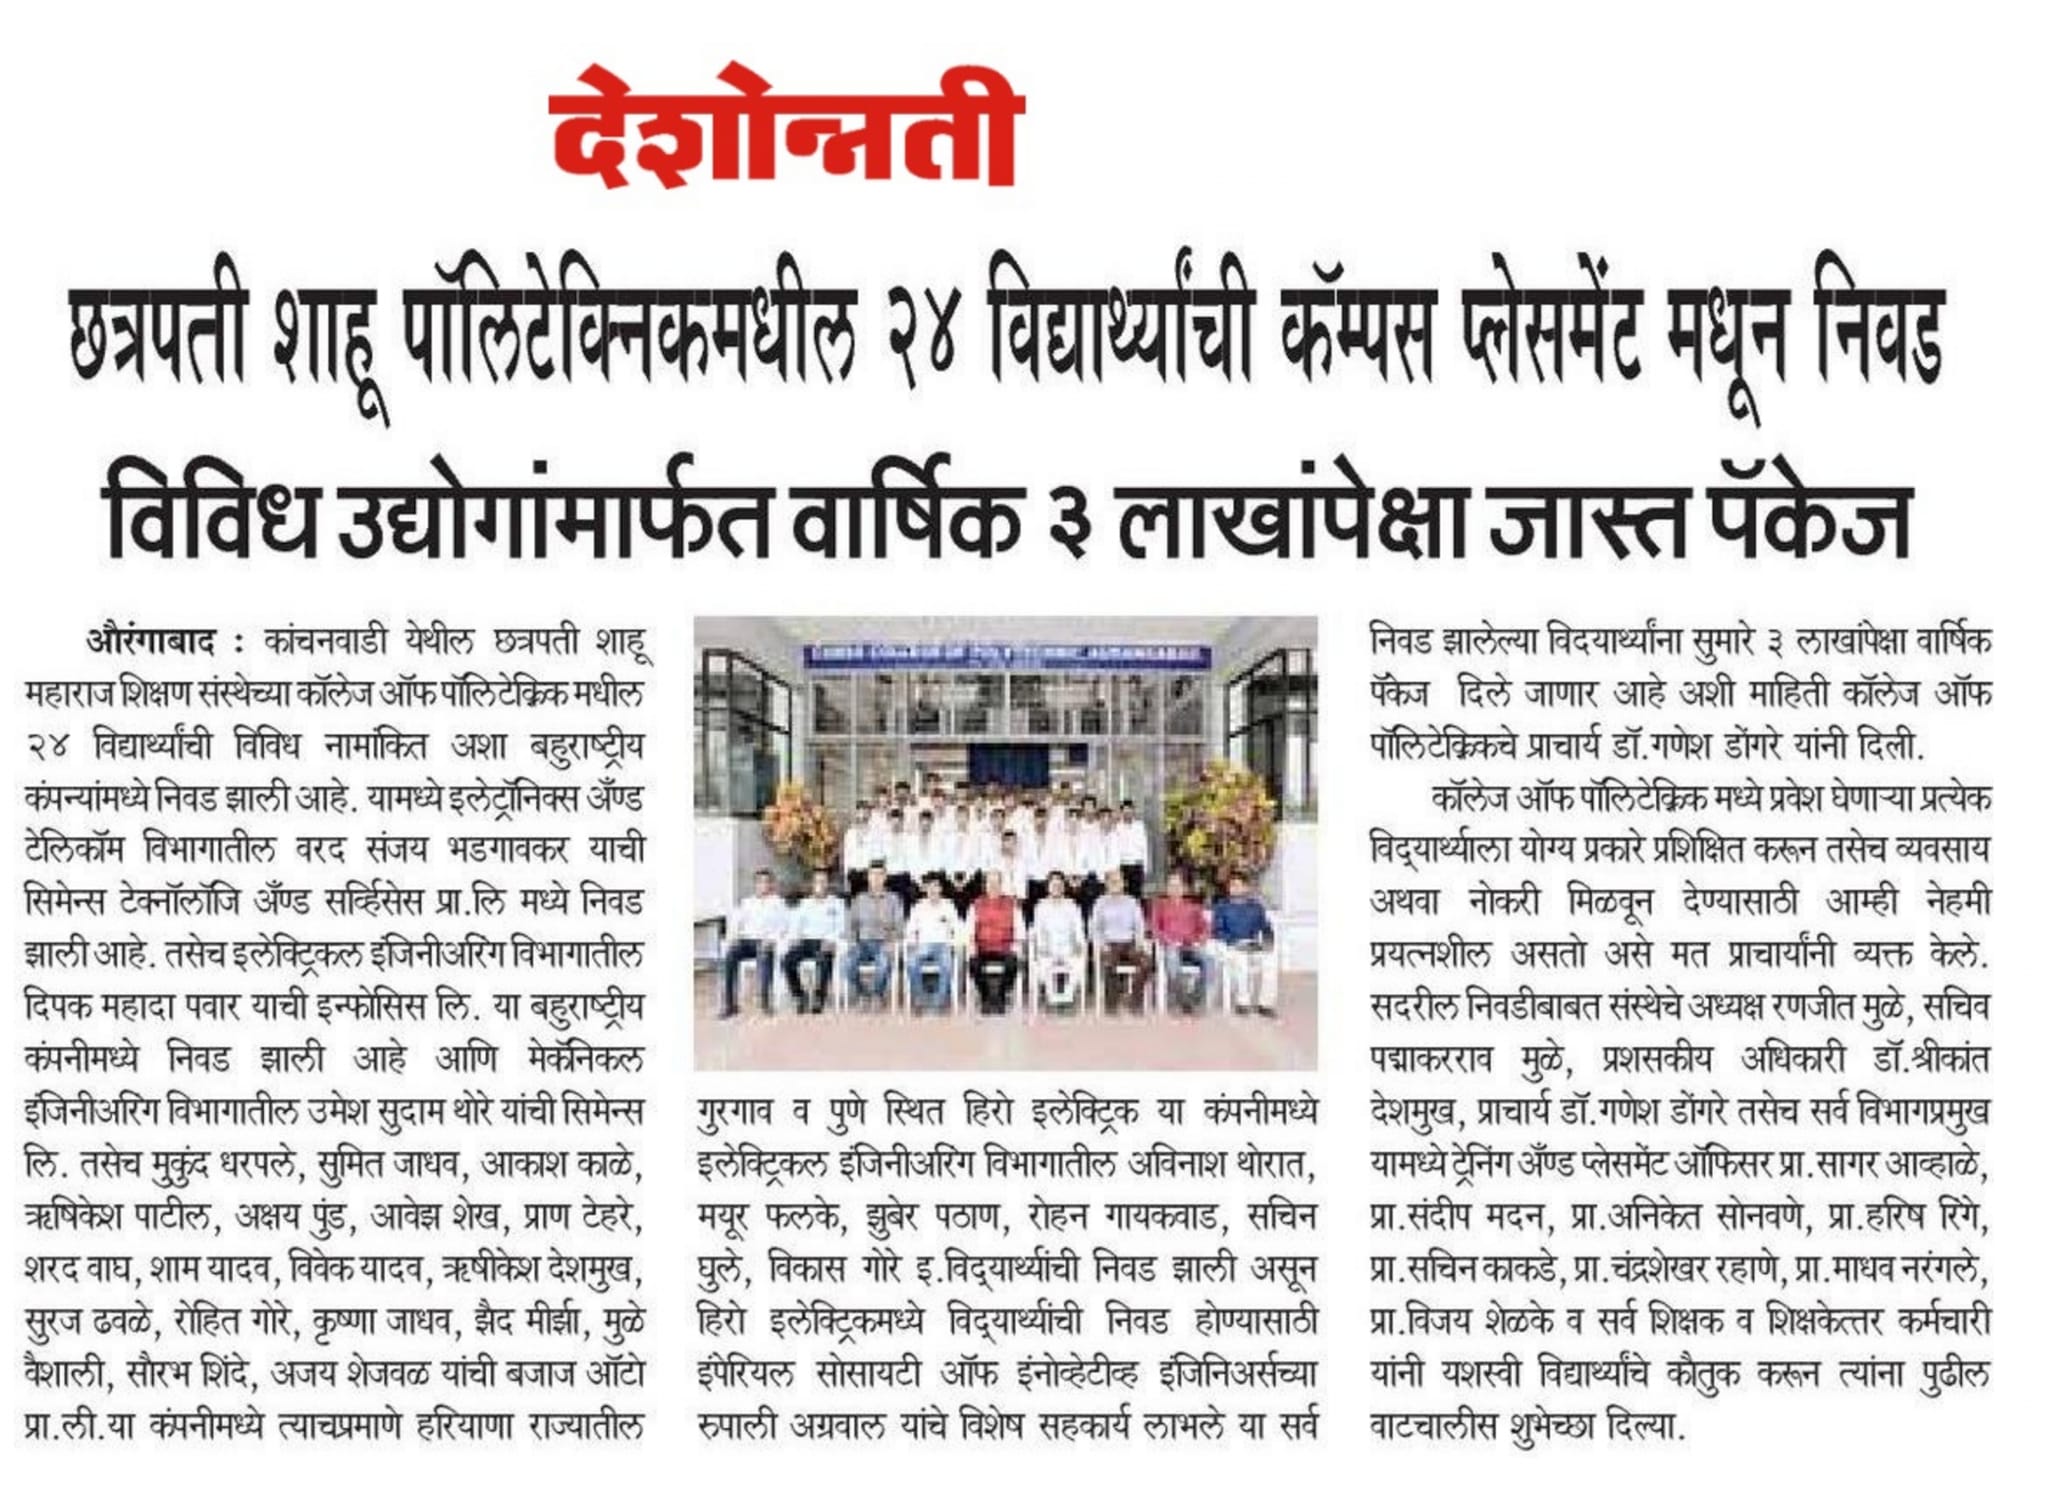 देशोन्नती
छत्रपती शाहू पॉलिटेक्निकमधील २४ विद्यार्थ्यांची कॅम्पस प्लेसमेंट मधून निवड
विविध उद्योगांमार्फत वार्षिक ३ लाखांपेक्षा जास्त पॅकेज
औरंगाबाद : कांचनवाडी येथील छत्रपती शाहू
महाराज शिक्षण संस्थेच्या कॉलेज ऑफ पॉलिटेक्निक मधील
२४ विद्यार्थ्यांची विविध नामांकित अशा बहुराष्ट्रीय
कंपन्यांमध्ये निवड झाली आहे. यामध्ये इलेट्रॉनिक्स अँण्ड
टेलिकॉम विभागातील वरद संजय भडगावकर याची
सिमेन्स टेक्नॉलॉजि अँण्ड सर्व्हिसेस प्रा.लि मध्ये निवड
झाली आहे. तसेच इलेक्ट्रिकल इंजिनीअरिंग विभागातील
दिपक महादा पवार याची इन्फोसिस लि. या बहुराष्ट्रीय
कंपनीमध्ये निवड झाली आहे आणि मेकॅनिकल
इंजिनीअरिंग विभागातील उमेश सुदाम थोरे यांची सिमेन्स
लि. तसेच मुकुंद धरपले, सुमित जाधव, आकाश काळे,
ऋषिकेश पाटील, अक्षय पुंड, आवेझ शेख, प्राण टेहरे,
शरद वाघ, शाम यादव, विवेक यादव, ऋषीकेश देशमुख,
सुरज ढवळे, रोहित गोरे, कृष्णा जाधव, झैद मीर्झा, मुळे
वैशाली, सौरभ शिंदे, अजय शेजवळ यांची बजाज ऑटो
प्रा.ली.या कंपनीमध्ये त्याचप्रमाणे हरियाणा राज्यातील
गुरगाव व पुणे स्थित हिरो इलेक्ट्रिक या कंपनीमध्ये
इलेक्ट्रिकल इंजिनीअरिंग विभागातील अविनाश थोरात,
मयूर फलके, झुबेर पठाण, रोहन गायकवाड, सचिन
घुले, विकास गोरे इ.विद्यार्थ्यांची निवड झाली असून
हिरो इलेक्ट्रिकमध्ये विद्यार्थ्यांची निवड होण्यासाठी
इंपेरियल सोसायटी ऑफ इंनोव्हेटीव्ह इंजिनिअर्सच्या
रुपाली अग्रवाल यांचे विशेष सहकार्य लाभले या सर्व
निवड झालेल्या विदयार्थ्यांना सुमारे ३ लाखांपेक्षा वार्षिक
पॅकेज दिले जाणार आहे अशी माहिती कॉलेज ऑफ
पॉलिटेक्निकचे प्राचार्य डॉ.गणेश डोंगरे यांनी दिली.
कॉलेज ऑफ पॉलिटेक्निक मध्ये प्रवेश घेणाऱ्या प्रत्येक
विद्यार्थ्याला योग्य प्रकारे प्रशिक्षित करून तसेच व्यवसाय
अथवा नोकरी मिळवून देण्यासाठी आम्ही नेहमी
प्रयत्नशील असतो असे मत प्राचार्यांनी व्यक्त केले.
सदरील निवडीबाबत संस्थेचे अध्यक्ष रणजीत मुळे, सचिव
पद्माकरराव मुळे, प्रशसकीय अधिकारी डॉ.श्रीकांत
देशमुख, प्राचार्य डॉ.गणेश डोंगरे तसेच सर्व विभागप्रमुख
यामध्ये ट्रेनिंग अँण्ड प्लेसमेंट ऑफिसर प्रा.सागर आव्हाळे,
प्रा.संदीप मदन, प्रा.अनिकेत सोनवणे, प्रा.हरिष रिंगे,
प्रा.सचिन काकडे, प्रा.चंद्रशेखर रहाणे, प्रा.माधव नरंगले,
प्रा.विजय शेळके व सर्व शिक्षक व शिक्षकेत्तर कर्मचारी
यांनी यशस्वी विद्यार्थ्यांचे कौतुक करून त्यांना पुढील
वाटचालीस शुभेच्छा दिल्या.